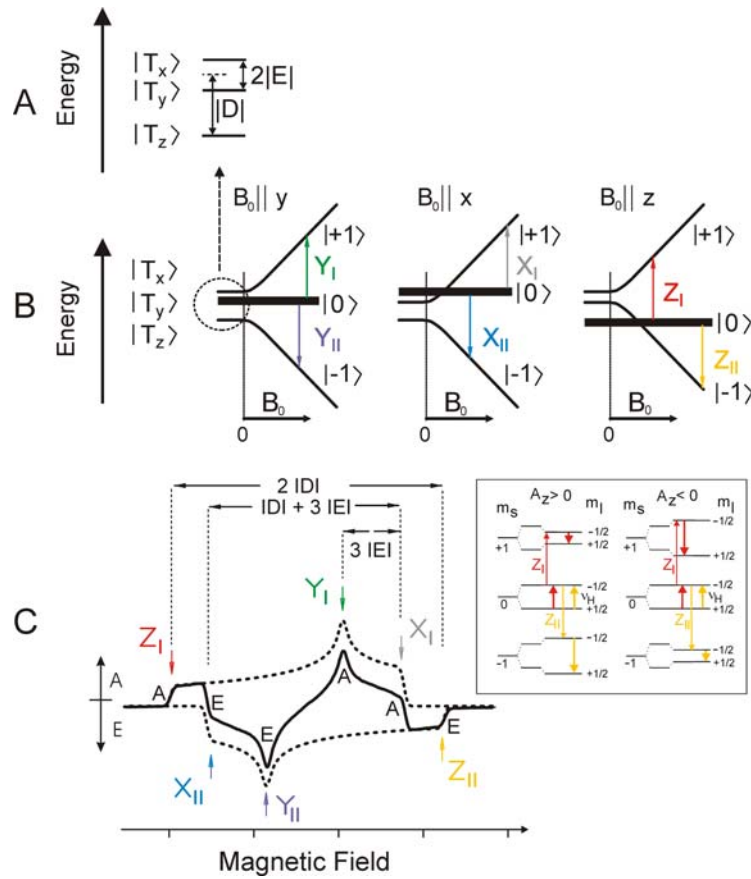 A
Energy
|Tx⟩
|Ty⟩
|Tz⟩
2|E|
|D|
B
Energy
|Tx⟩
|Ty⟩
|Tz⟩
B₀|| y
|+1⟩
YI
|0⟩
YII
|-1⟩
B₀
0
B₀|| x
|+1⟩
XI
|0⟩
XII
|-1⟩
B₀
0
B₀|| z
|+1⟩
ZI
|0⟩
ZII
|-1⟩
B₀
0
C
2 IDI
IDI + 3 IEI
3 IEI
YI
ZI
XI
A
E
A
E
E
A
A
E
XII
YII
ZII
Magnetic Field
mS
AZ> 0
mI
AZ< 0
mI
mS
+1
-1/2
+1/2
ZI
0
-1/2
νH
+1/2
ZII
-1
-1/2
+1/2
+1
-1/2
+1/2
ZI
0
-1/2
νH
+1/2
ZII
-1
-1/2
+1/2